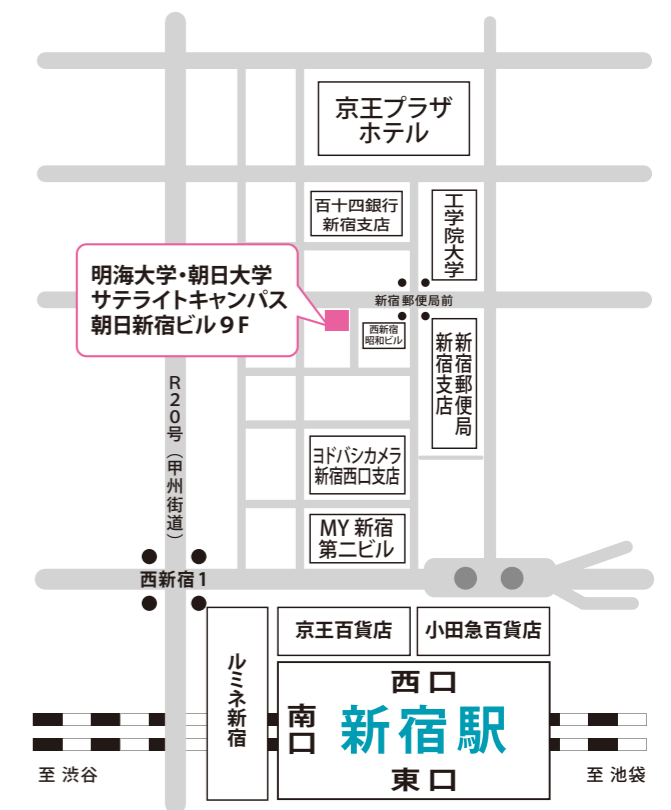 京王プラザ
ホテル
百十四銀行
新宿支店
工学院大学
明海大学・朝日大学
サテライトキャンパス
朝日新宿ビル9F
新宿郵便局前
西新宿
昭和ビル
新宿郵便局
新宿支店
R20号（甲州街道）
ヨドバシカメラ
新宿西口支店
MY 新宿
第二ビル
西新宿1
京王百貨店
小田急百貨店
ルミネ新宿
西口
南口
新宿駅
東口
至 渋谷
至 池袋